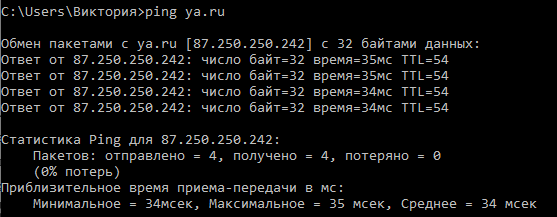 C:\Users\Виктория>ping ya.ru
Обмен пакетами с ya.ru [87.250.250.242] с 32 байтами данных:
Ответ от 87.250.250.242: число байт=32 время=35мс TTL=54
Ответ от 87.250.250.242: число байт=32 время=35мс TTL=54
Ответ от 87.250.250.242: число байт=32 время=34мс TTL=54
Ответ от 87.250.250.242: число байт=32 время=34мс TTL=54
Статистика Ping для 87.250.250.242:
Пакетов: отправлено = 4, получено = 4, потеряно = 0
(0% потерь)
Приблизительное время приема-передачи в мс:
Минимальное = 34мсек, Максимальное = 35 мсек, Среднее = 34 мсек